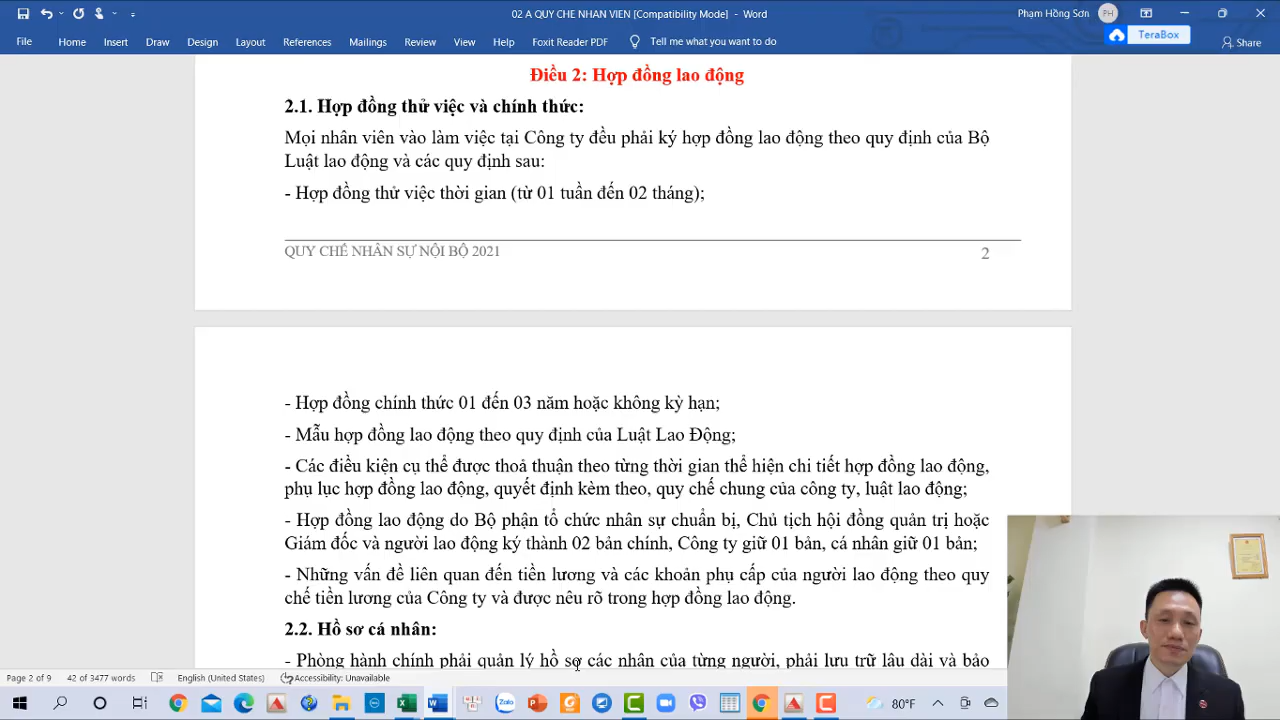 02 A QUY CHE NHAN VIEN [Compatibility Mode] - Word
Phạm Hồng Sơn PH
File Home Insert Draw Design Layout References Mailings Review View Help Foxit Reader PDF Tell me what you want to do
TeraBox
Share
Điều 2: Hợp đồng lao động
2.1. Hợp đồng thử việc và chính thức:
Mọi nhân viên vào làm việc tại Công ty đều phải ký hợp đồng lao động theo quy định của Bộ
Luật lao động và các quy định sau:
- Hợp đồng thử việc thời gian (từ 01 tuần đến 02 tháng);
QUY CHẾ NHÂN SỰ NỘI BỘ 2021 2
- Hợp đồng chính thức 01 đến 03 năm hoặc không kỳ hạn;
- Mẫu hợp đồng lao động theo quy định của Luật Lao Động;
- Các điều kiện cụ thể được thoả thuận theo từng thời gian thể hiện chi tiết hợp đồng lao động,
phụ lục hợp đồng lao động, quyết định kèm theo, quy chế chung của công ty, luật lao động;
- Hợp đồng lao động do Bộ phận tổ chức nhân sự chuẩn bị, Chủ tịch hội đồng quản trị hoặc
Giám đốc và người lao động ký thành 02 bản chính, Công ty giữ 01 bản, cá nhân giữ 01 bản;
- Những vấn đề liên quan đến tiền lương và các khoản phụ cấp của người lao động theo quy
chế tiền lương của Công ty và được nêu rõ trong hợp đồng lao động.
2.2. Hồ sơ cá nhân:
- Phòng hành chính phải quản lý hồ sơ các nhân của từng người, phải lưu trữ lâu dài và bảo
Page 2 of 9 42 of 3477 words English (United States) Accessibility: Unavailable
Zalo
80°F